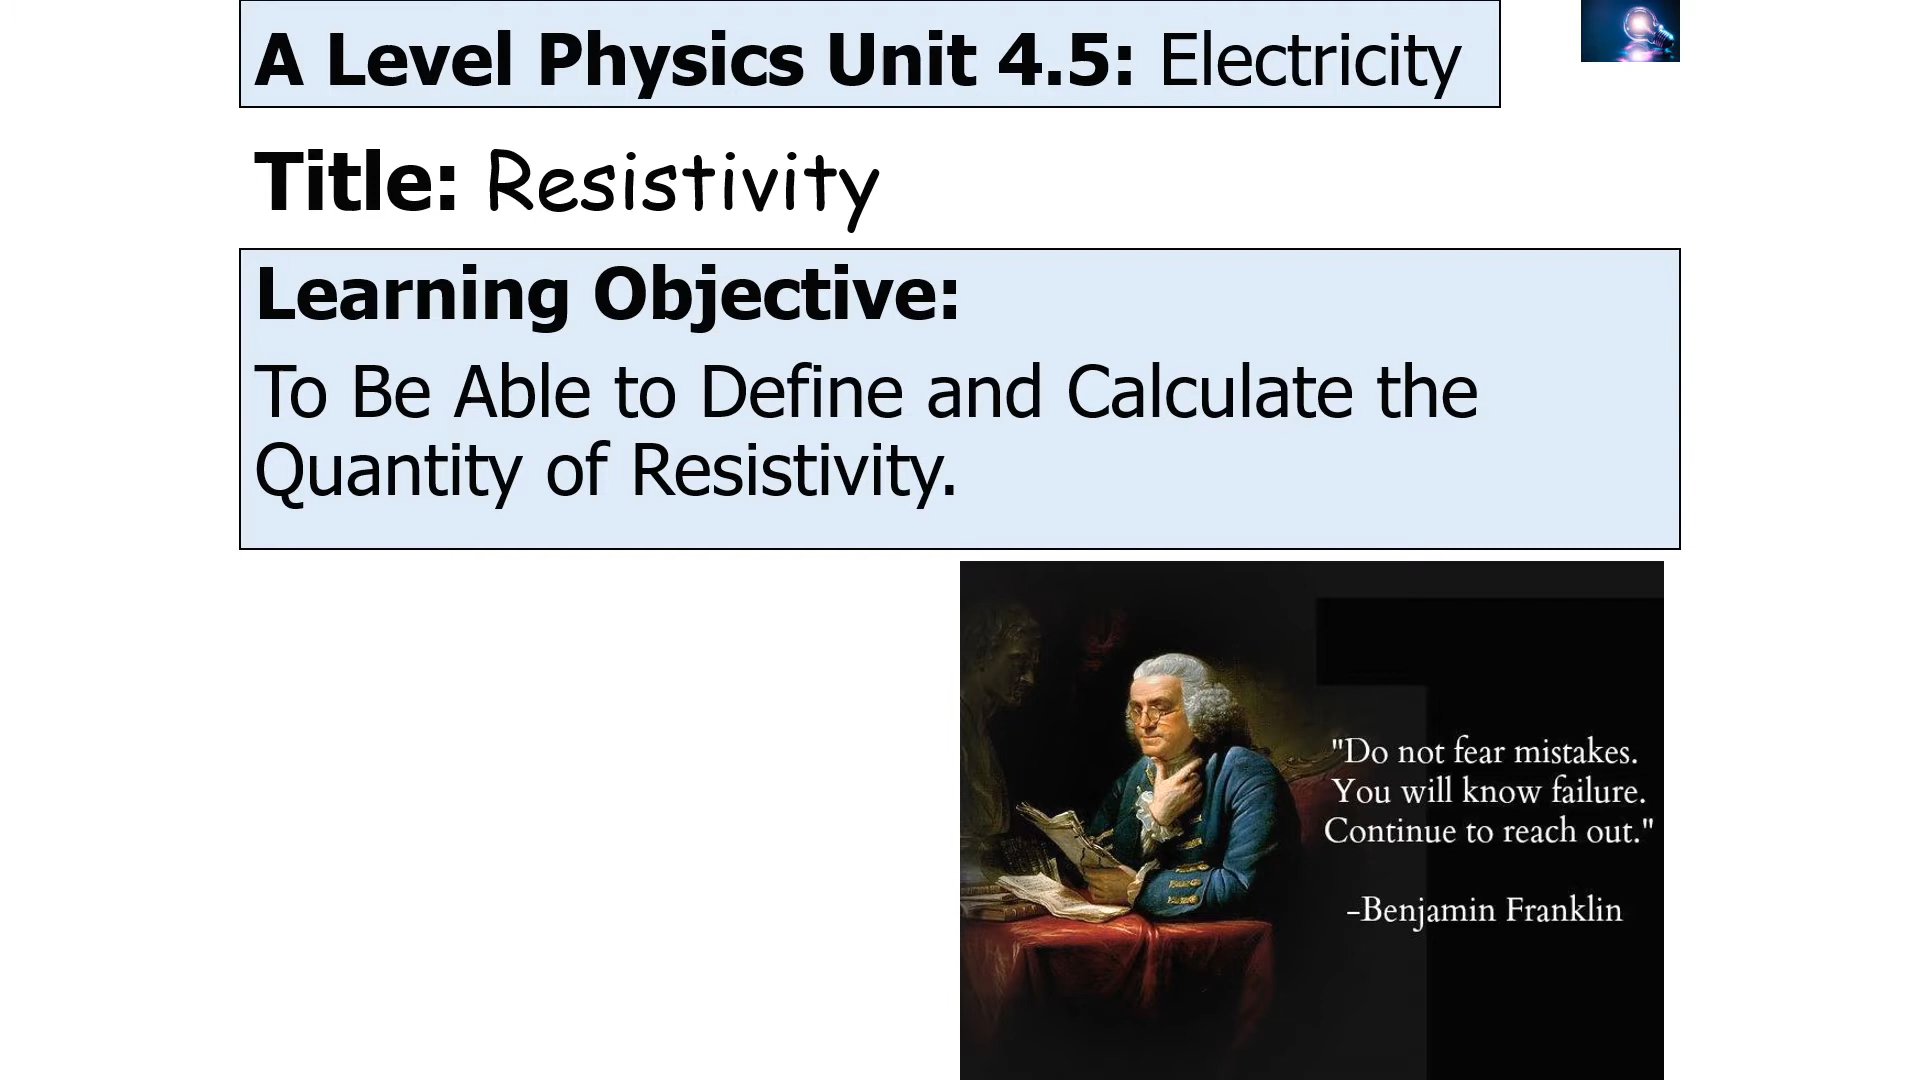 A Level Physics Unit 4.5: Electricity
Title: Resistivity
Learning Objective:
To Be Able to Define and Calculate the
Quantity of Resistivity.
"Do not fear mistakes.
You will know failure.
Continue to reach out."
-Benjamin Franklin